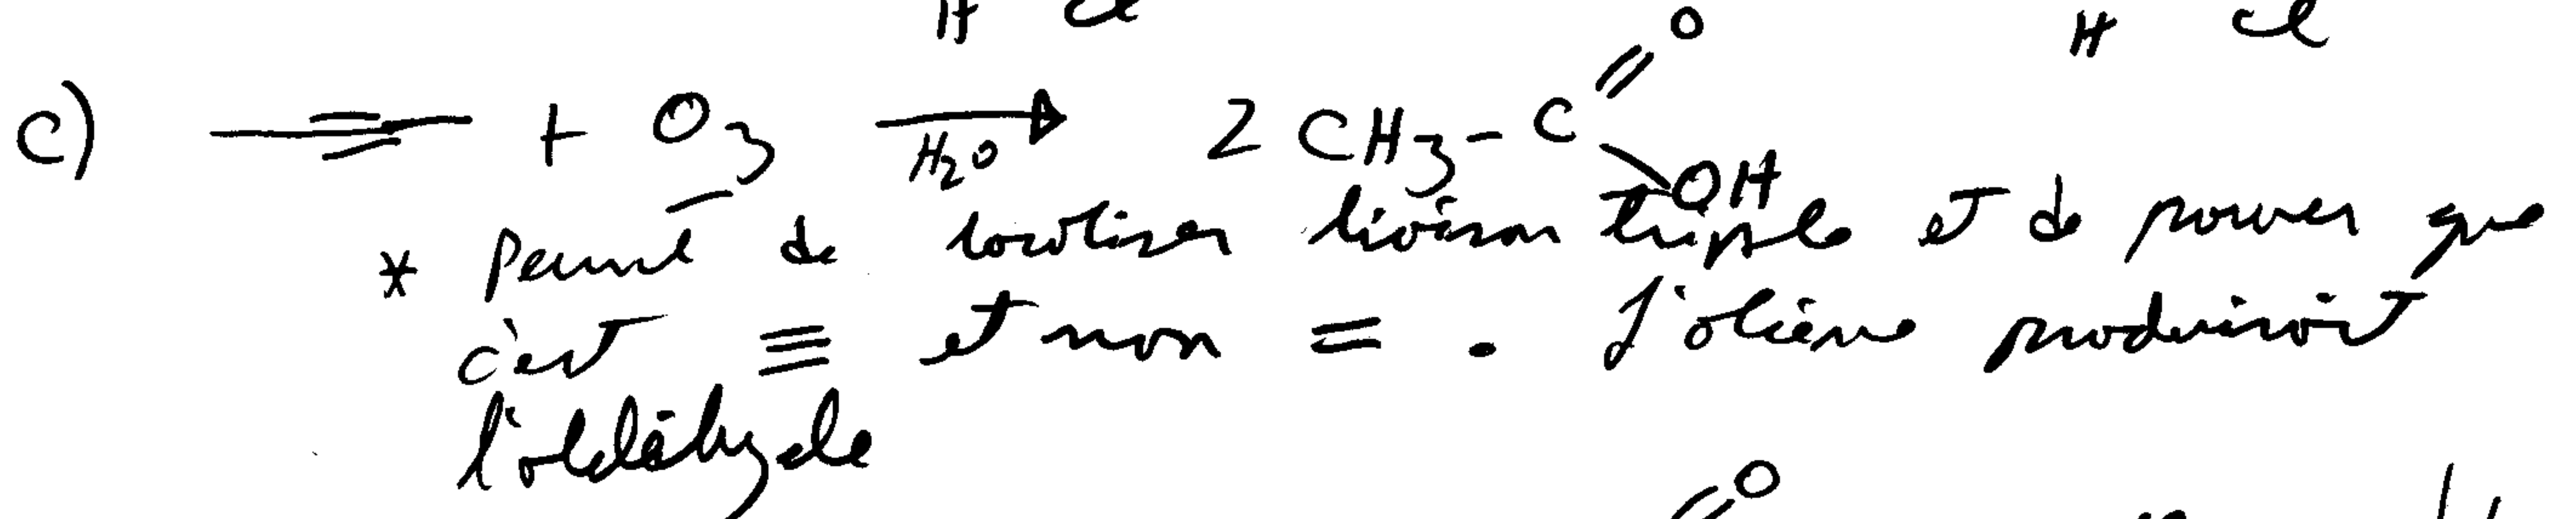 H Cl H Cl
c) + O3 → H2O 2 CH3-C=O OH
* Permet de localiser liaison triple et de prouver que
c'est ≡ et non = . L'olécine produirait
l'aldéhyde
O